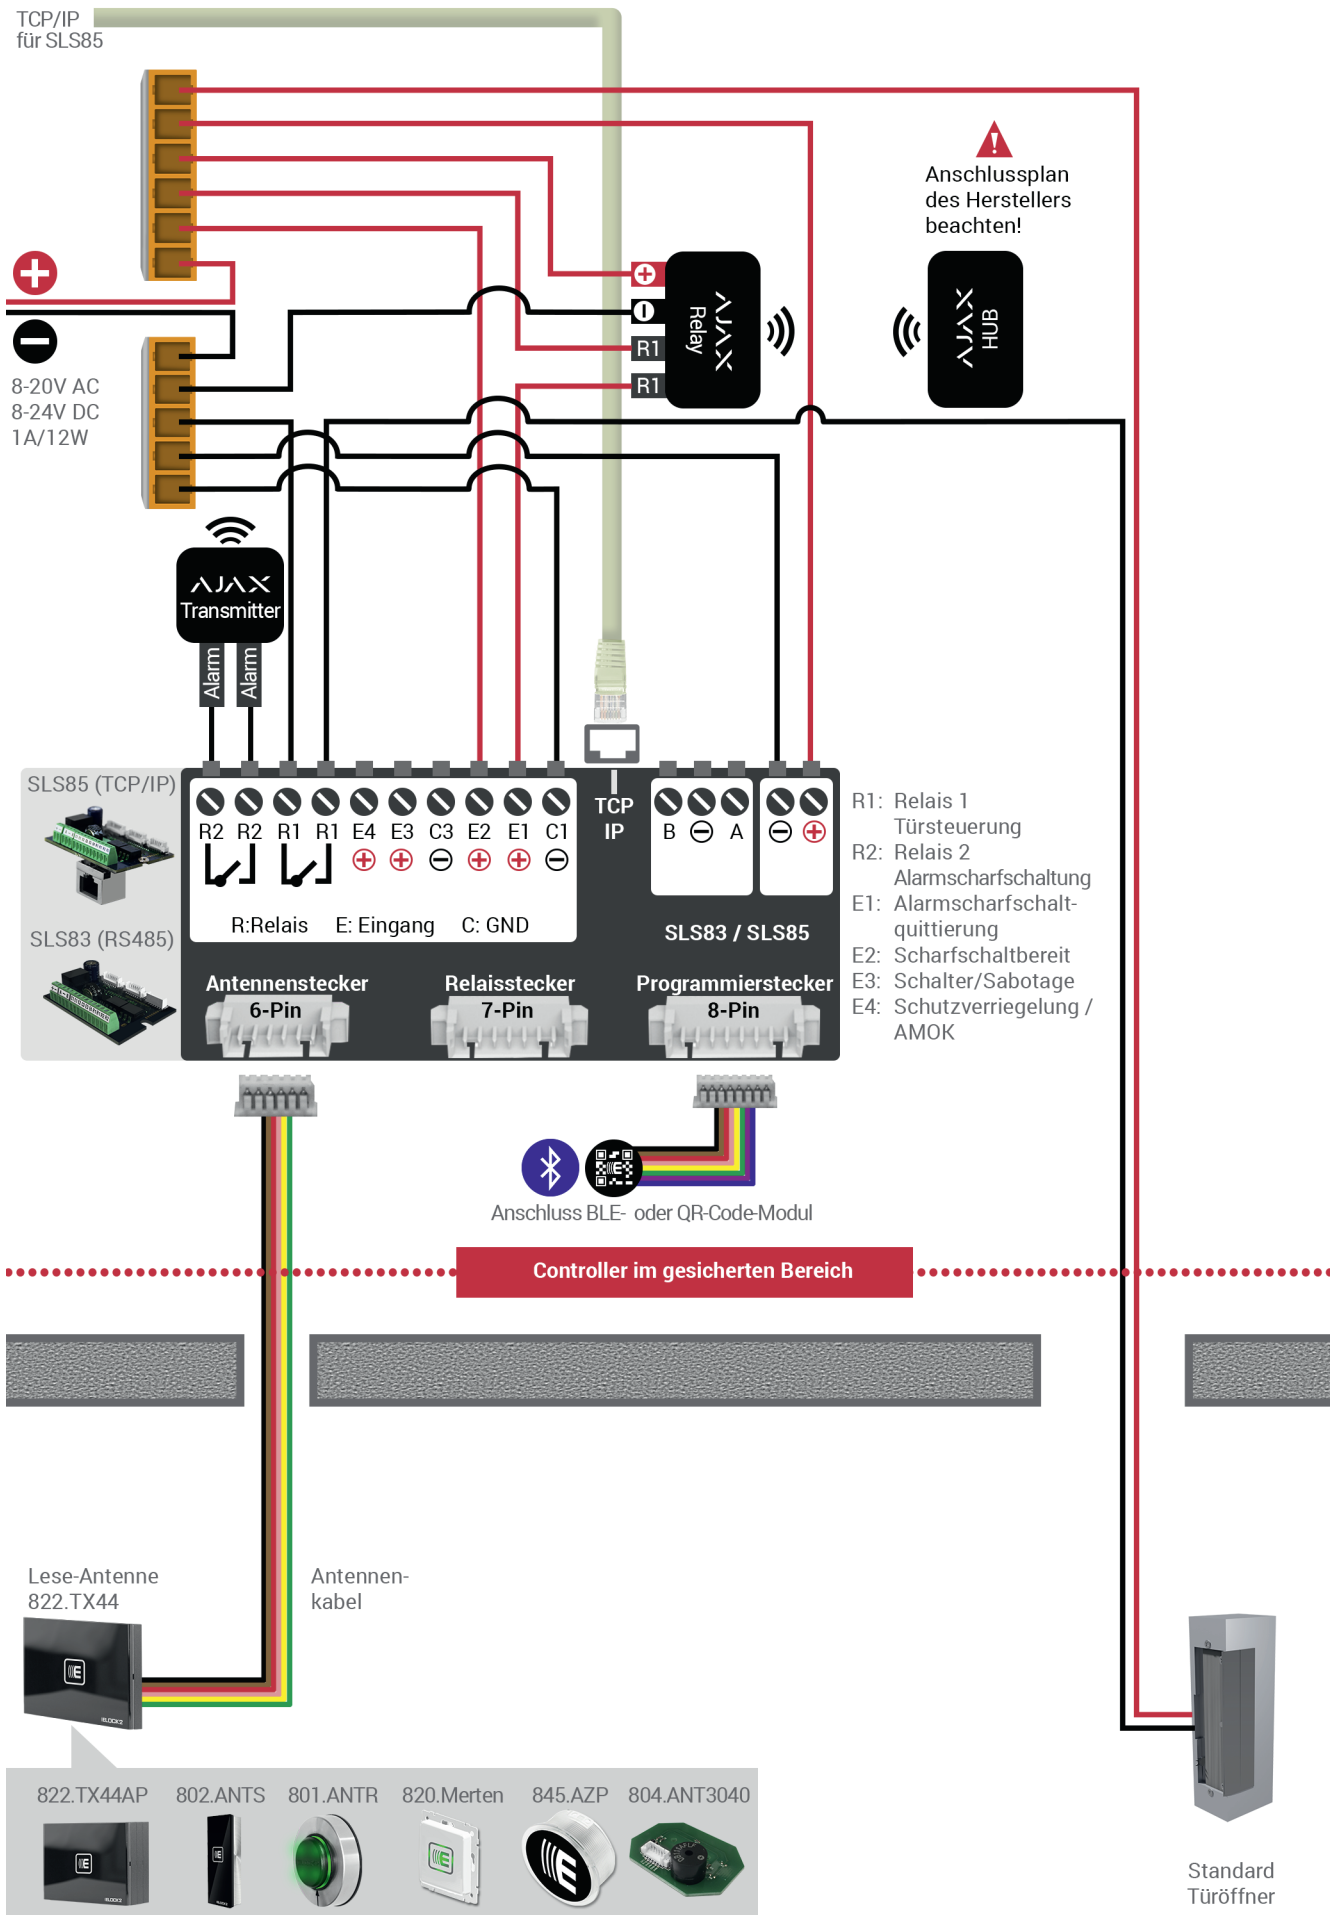 TCP/IP
für SLS85
Anschlussplan
des Herstellers
beachten!
8-20V AC
8-24V DC
1A/12W
R1
R1
AJAX
Relay
AJAX
HUB
AJAX
Transmitter
Alarm
Alarm
SLS85 (TCP/IP)
SLS83 (RS485)
R2 R2 R1 R1 E4 E3 C3 E2 E1 C1
TCP
IP
B A
R:Relais E: Eingang C: GND
SLS83 / SLS85
Antennenstecker
6-Pin
Relaisstecker
7-Pin
Programmierstecker
8-Pin
R1: Relais 1
Türsteuerung
R2: Relais 2
Alarmscharfschaltung
E1: Alarmscharfschalt-
quittierung
E2: Scharfschaltbereit
E3: Schalter/Sabotage
E4: Schutzverriegelung /
AMOK
Anschluss BLE- oder QR-Code-Modul
Controller im gesicherten Bereich
Lese-Antenne
822.TX44
Antennen-
kabel
822.TX44AP 802.ANTS 801.ANTR 820.Merten 845.AZP 804.ANT3040
Standard
Türöffner